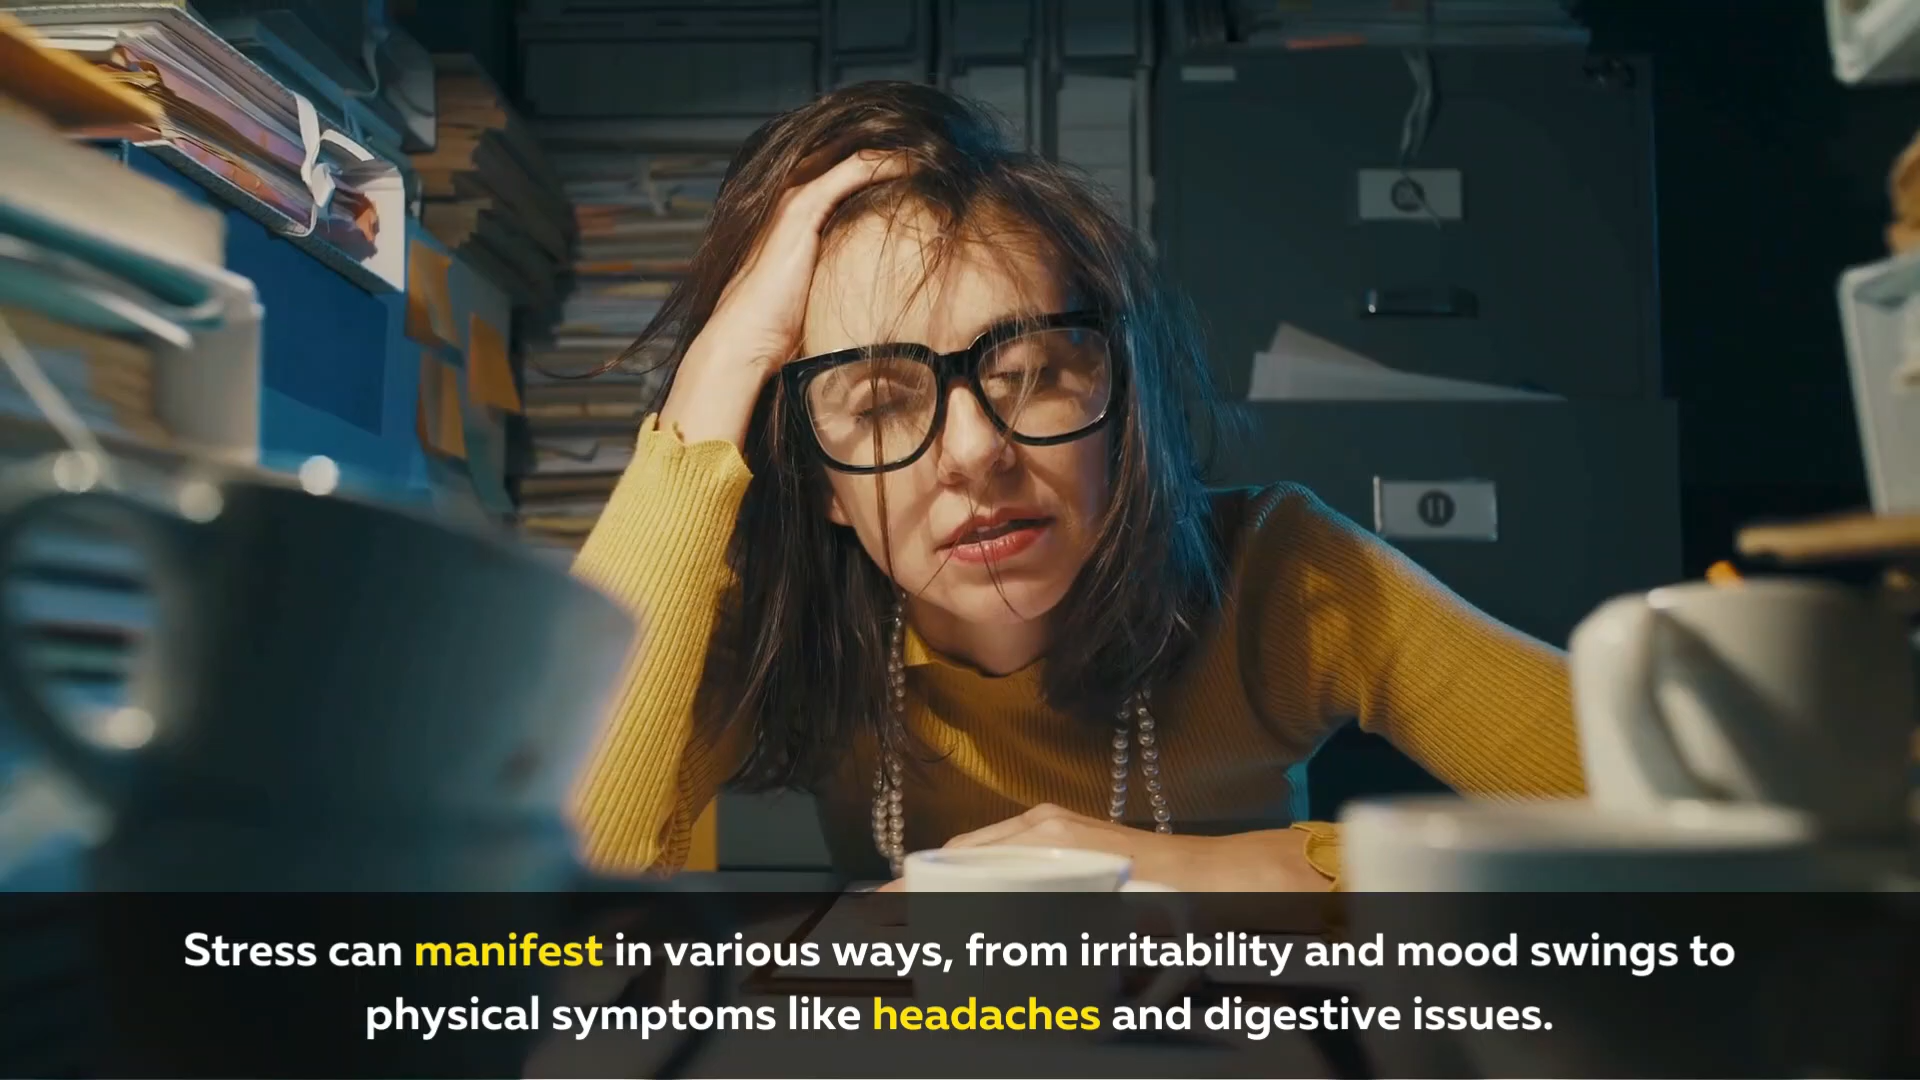 11
Stress can manifest in various ways, from irritability and mood swings to
physical symptoms like headaches and digestive issues.